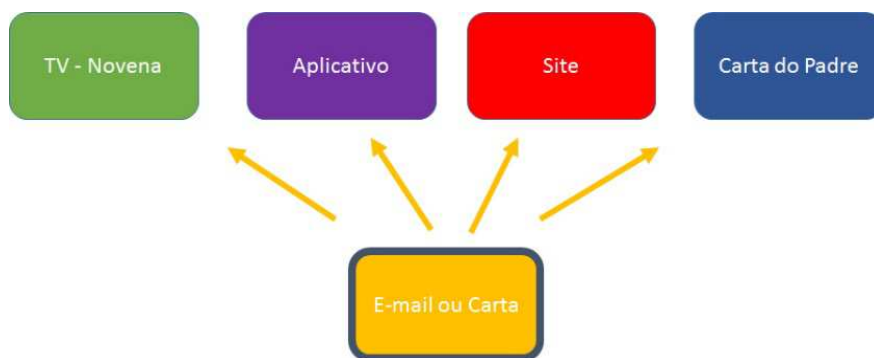 TV - Novena
Aplicativo
Site
Carta do Padre
E-mail ou Carta